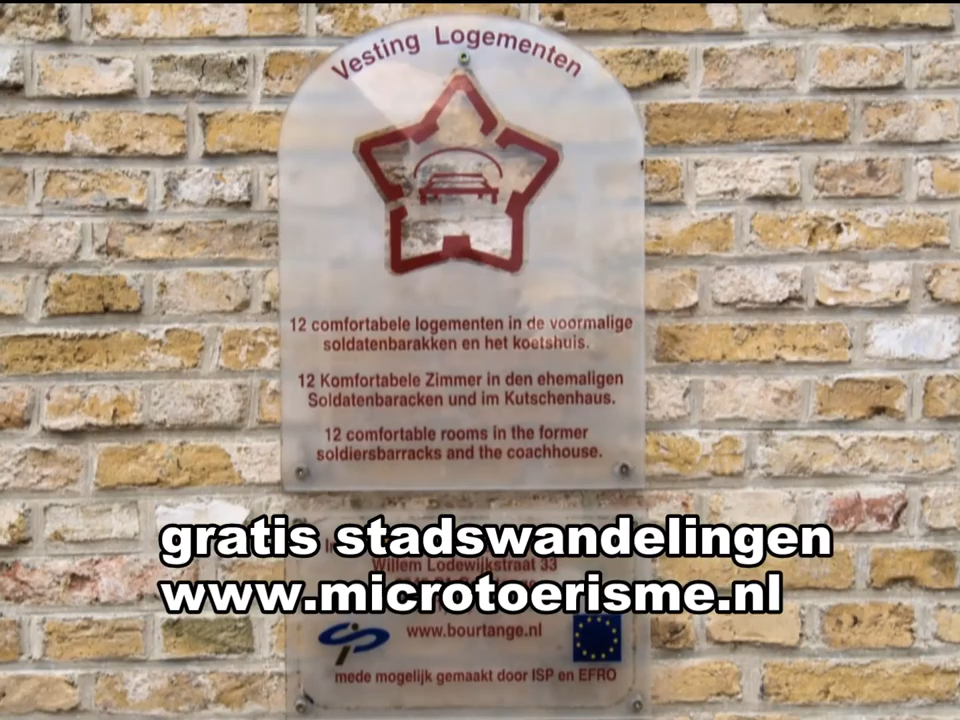 Vesting Logementen
12 comfortabele logementen in de voormalige
soldatenbarakken en het koetshuis.
12 Komfortabele Zimmer in den ehemaligen
Soldatenbaracken und im Kutschenhaus.
12 comfortable rooms in the former
soldiersbarracks and the coachhouse.
gratis stadswandelingen
Willem Lodewijkstraat 33
www.microtoerisme.nl
www.bourtange.nl
mede mogelijk gemaakt door ISP en EFRO